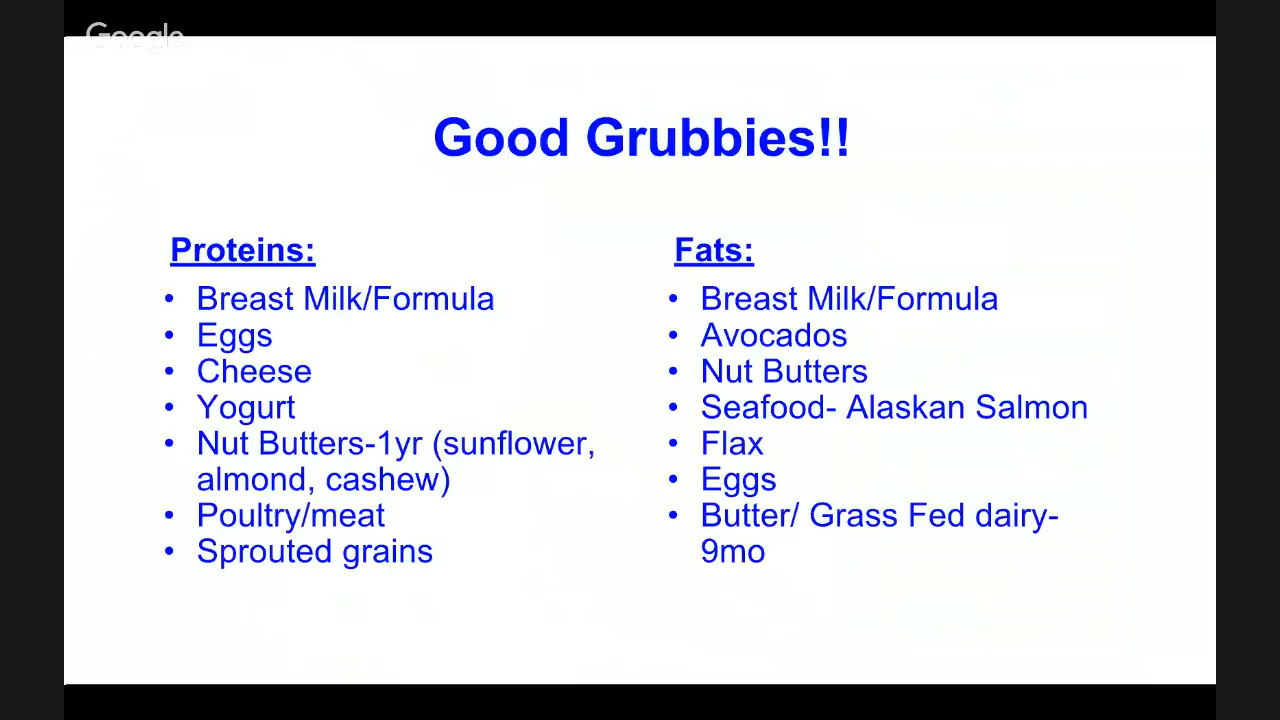 Google
Good Grubbies!!
Proteins:
• Breast Milk/Formula
• Eggs
• Cheese
• Yogurt
• Nut Butters-1yr (sunflower,
almond, cashew)
• Poultry/meat
• Sprouted grains
Fats:
• Breast Milk/Formula
• Avocados
• Nut Butters
• Seafood- Alaskan Salmon
• Flax
• Eggs
• Butter/ Grass Fed dairy-
9mo